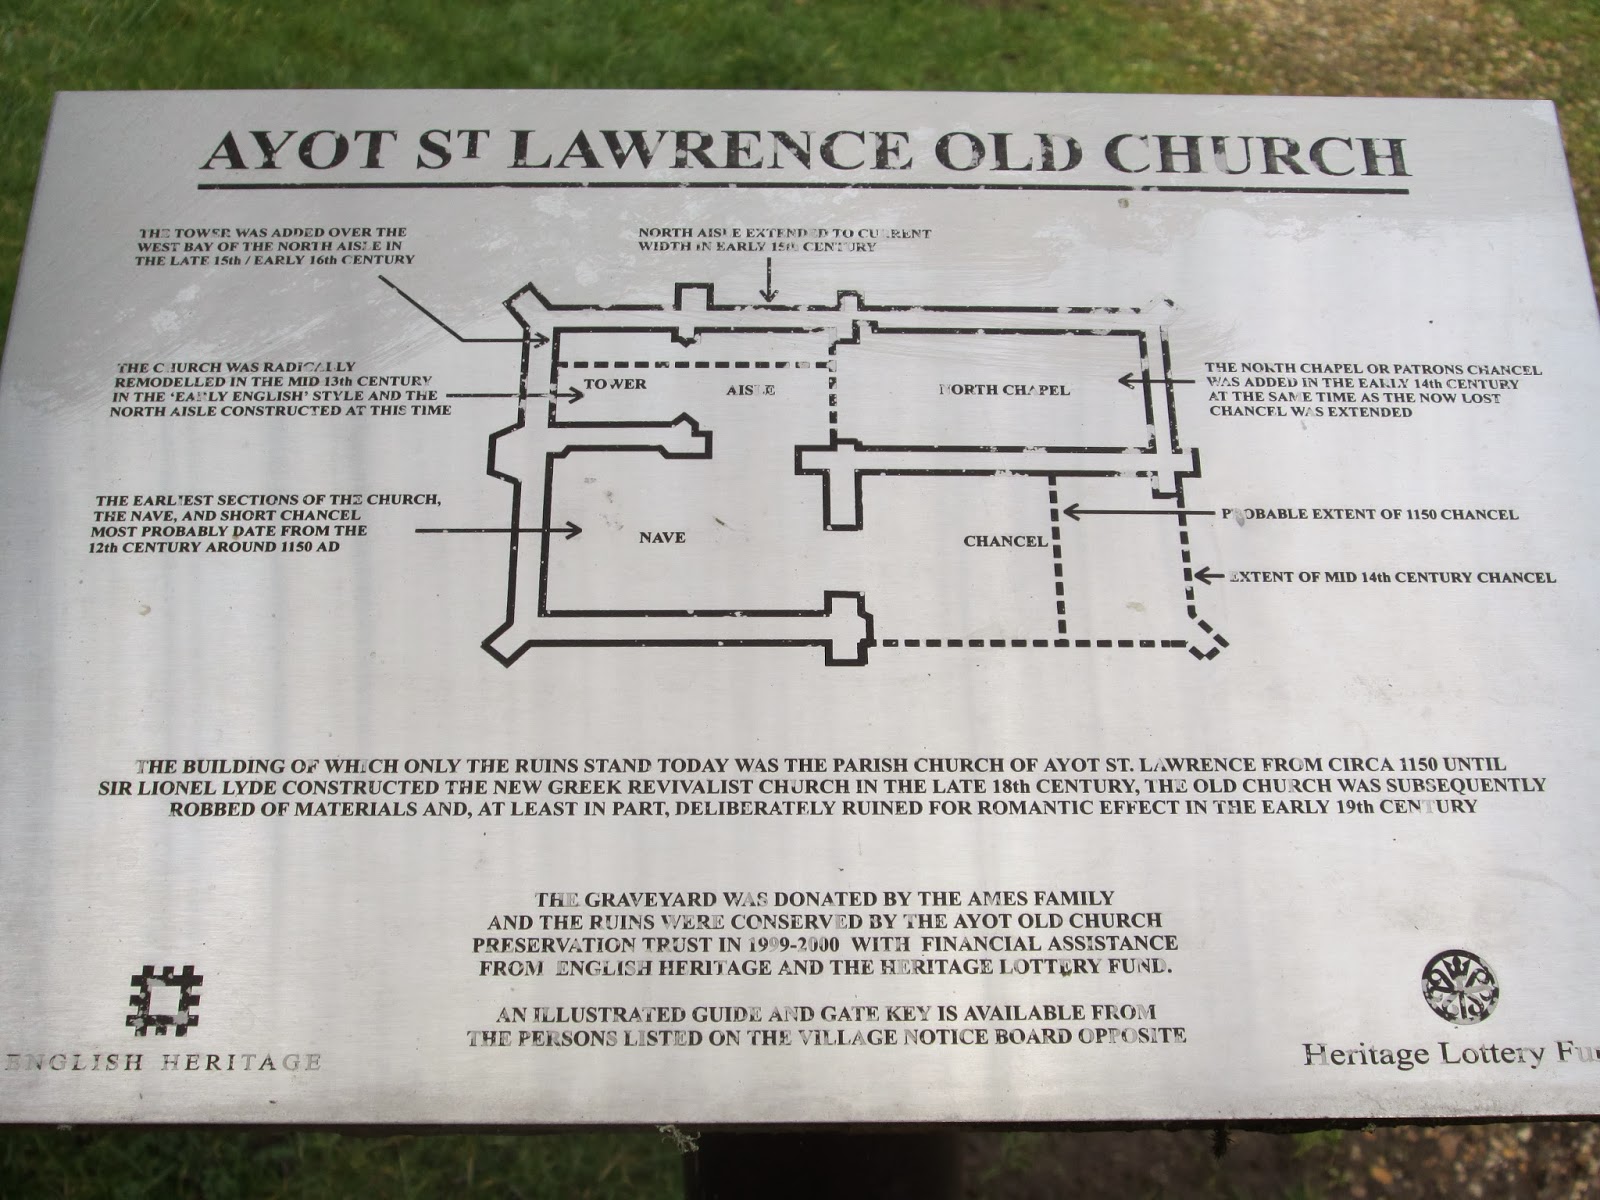 AYOT ST LAWRENCE OLD CHURCH
THE TOWER WAS ADDED OVER THE
WEST BAY OF THE NORTH AISLE IN
THE LATE 15th / EARLY 16th CENTURY
NORTH AISLE EXTENDED TO CURRENT
WIDTH IN EARLY 15th CENTURY
THE CHURCH WAS RADICALLY
REMODELLED IN THE MID 13th CENTURY
IN THE 'EARLY ENGLISH' STYLE AND THE
NORTH AISLE CONSTRUCTED AT THIS TIME
TOWER
AISLE
NORTH CHAPEL
THE NORTH CHAPEL OR PATRONS CHANCEL
WAS ADDED IN THE EARLY 14th CENTURY
AT THE SAME TIME AS THE NOW LOST
CHANCEL WAS EXTENDED
THE EARLIEST SECTIONS OF THE CHURCH,
THE NAVE, AND SHORT CHANCEL
MOST PROBABLY DATE FROM THE
12th CENTURY AROUND 1150 AD
NAVE
CHANCEL
PROBABLE EXTENT OF 1150 CHANCEL
EXTENT OF MID 14th CENTURY CHANCEL
THE BUILDING OF WHICH ONLY THE RUINS STAND TODAY WAS THE PARISH CHURCH OF AYOT ST. LAWRENCE FROM CIRCA 1150 UNTIL
SIR LIONEL LYDE CONSTRUCTED THE NEW GREEK REVIVALIST CHURCH IN THE LATE 18th CENTURY, THE OLD CHURCH WAS SUBSEQUENTLY
ROBBED OF MATERIALS AND, AT LEAST IN PART, DELIBERATELY RUINED FOR ROMANTIC EFFECT IN THE EARLY 19th CENTURY
THE GRAVEYARD WAS DONATED BY THE AMES FAMILY
AND THE RUINS WERE CONSERVED BY THE AYOT OLD CHURCH
PRESERVATION TRUST IN 1999-2000 WITH FINANCIAL ASSISTANCE
FROM ENGLISH HERITAGE AND THE HERITAGE LOTTERY FUND.
AN ILLUSTRATED GUIDE AND GATE KEY IS AVAILABLE FROM
THE PERSONS LISTED ON THE VILLAGE NOTICE BOARD OPPOSITE
ENGLISH HERITAGE
Heritage Lottery Fu